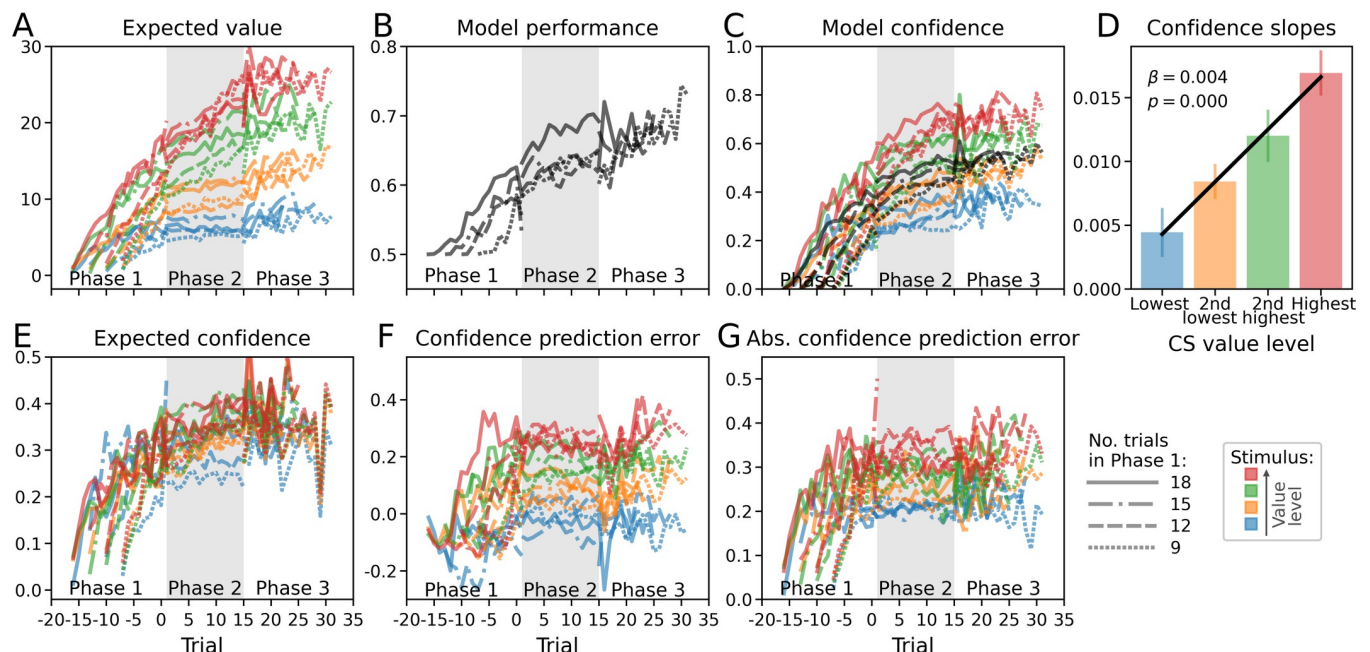 A Expected value
30
20
10
0
Phase 1 Phase 2 Phase 3
B Model performance
0.8
0.7
0.6
0.5
Phase 1 Phase 2 Phase 3
C Model confidence
1.0
0.8
0.6
0.4
0.2
0.0
Phase 1 Phase 2 Phase 3
D Confidence slopes
β = 0.004
p = 0.000
0.015
0.010
0.005
0.000
Lowest 2nd 2nd Highest
lowest highest
CS value level
E Expected confidence
0.5
0.4
0.3
0.2
0.1
0.0
Phase 1 Phase 2 Phase 3
-20 -15 -10 -5 0 5 10 15 20 25 30 35
Trial
F Confidence prediction error
0.4
0.2
0.0
-0.2
Phase 1 Phase 2 Phase 3
-20 -15 -10 -5 0 5 10 15 20 25 30 35
Trial
G Abs. confidence prediction error
0.5
0.4
0.3
0.2
0.1
0.0
Phase 1 Phase 2 Phase 3
-20 -15 -10 -5 0 5 10 15 20 25 30 35
Trial
No. trials
in Phase 1:
18
15
12
9
Stimulus:
Value
level